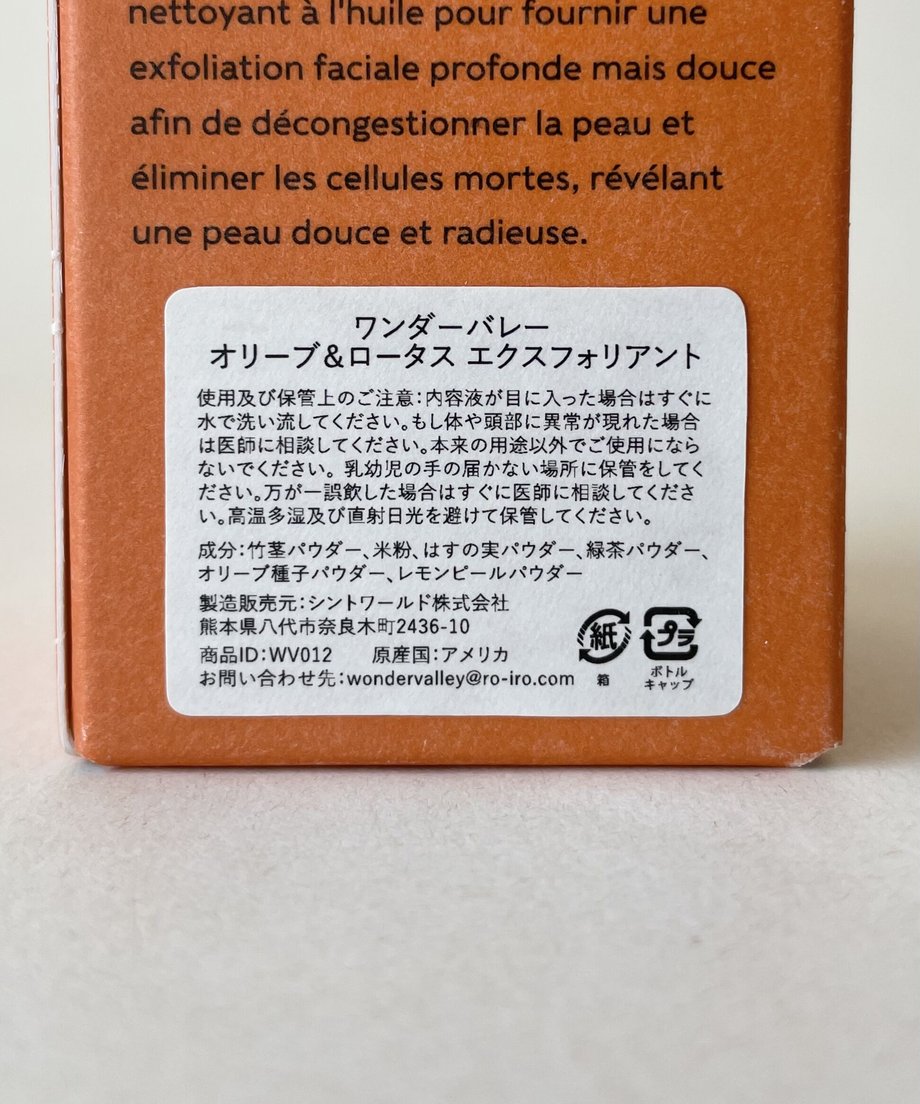 nettoyant à l'huile pour fournir une
exfoliation faciale profonde mais douce
afin de décongestionner la peau et
éliminer les cellules mortes, révélant
une peau douce et radieuse.
ワンダーバレー
オリーブ&ロータス エクスフォリアント
使用及び保管上のご注意:内容液が目に入った場合はすぐに
水で洗い流してください。もし体や頭部に異常が現れた場合
は医師に相談してください。本来の用途以外でご使用になら
ないでください。 乳幼児の手の届かない場所に保管をしてく
ださい。万が一誤飲した場合はすぐに医師に相談してくださ
い。高温多湿及び直射日光を避けて保管してください。
成分:竹茎パウダー、米粉、はすの実パウダー、緑茶パウダー、
オリーブ種子パウダー、レモンピールパウダー
製造販売元:シントワールド株式会社
熊本県八代市奈良木町2436-10
商品ID:WV012 原産国:アメリカ
お問い合わせ先:wondervalley@ro-iro.com
紙
箱
プラ
ボトル
キャップ